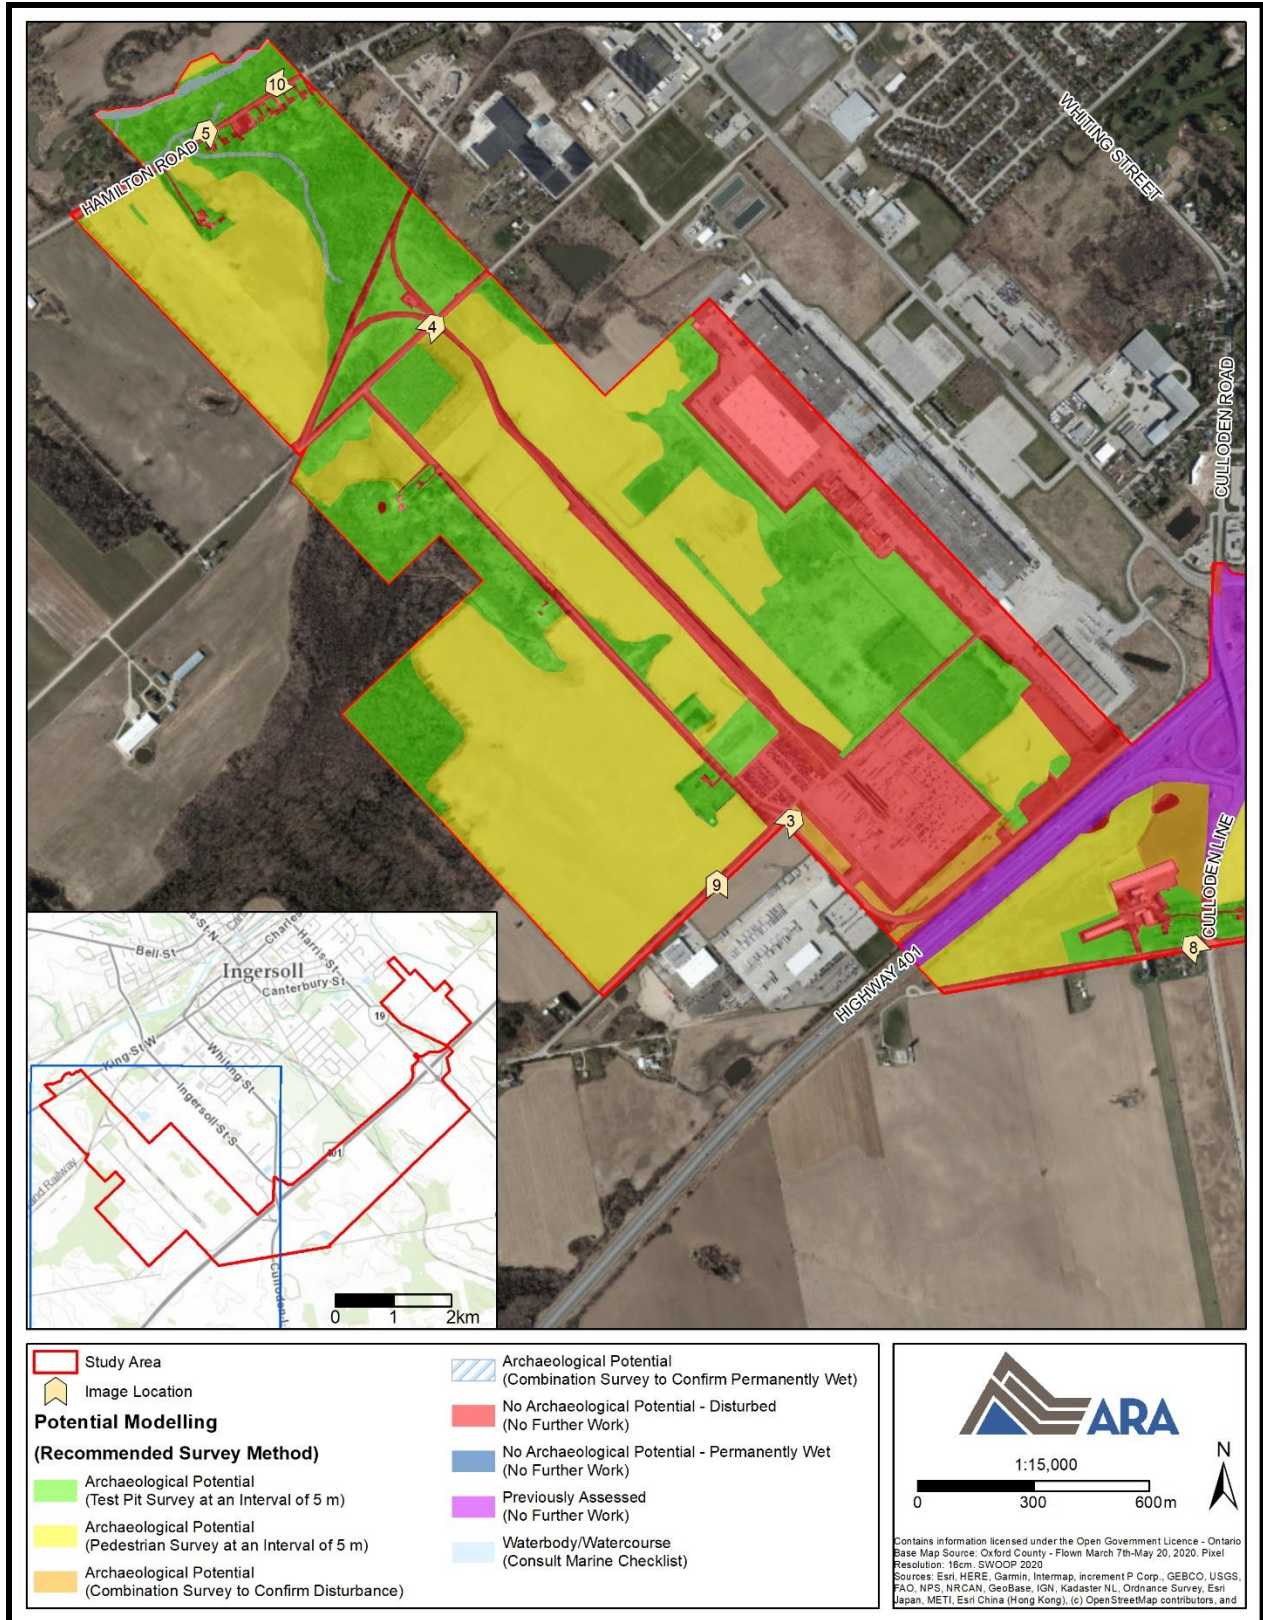 10
5
HAMILTON ROAD
WHITING STREET
4
CULLODEN ROAD
3
9
CULLODEN LINE
8
HIGHWAY 401
Bell-St
Charles
Harris-St
Ingersoll
Canterbury-St
19
King-St-W
Whiting-St
Ingersoll-St-S
401
Railway
0 1 2km
Study Area
Image Location
Potential Modelling
(Recommended Survey Method)
Archaeological Potential
(Test Pit Survey at an Interval of 5 m)
Archaeological Potential
(Pedestrian Survey at an Interval of 5 m)
Archaeological Potential
(Combination Survey to Confirm Disturbance)
Archaeological Potential
(Combination Survey to Confirm Permanently Wet)
No Archaeological Potential - Disturbed
(No Further Work)
No Archaeological Potential - Permanently Wet
(No Further Work)
Previously Assessed
(No Further Work)
Waterbody/Watercourse
(Consult Marine Checklist)
ARA
1:15,000
N
0 300 600m
Contains information licensed under the Open Government Licence - Ontario
Base Map Source: Oxford County - Flown March 7th-May 20, 2020. Pixel
Resolution: 16cm. SWOOP 2020
Sources: Esri, HERE, Garmin, Intermap, increment P Corp., GEBCO, USGS,
FAO, NPS, NRCAN, GeoBase, IGN, Kadaster NL, Ordnance Survey, Esri
Japan, METI, Esri China (Hong Kong), (c) OpenStreetMap contributors, and